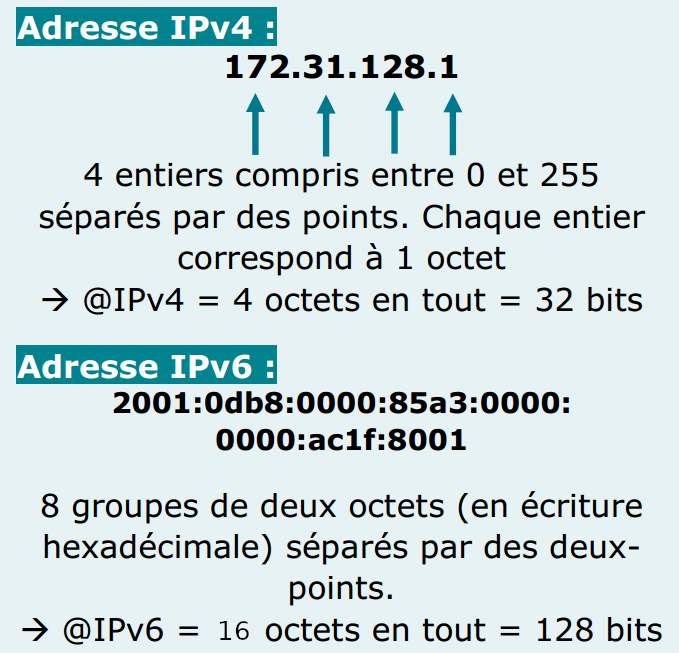 Adresse IPv4 :
172.31.128.1
4 entiers compris entre 0 et 255
séparés par des points. Chaque entier
correspond à 1 octet
→ @IPv4 = 4 octets en tout = 32 bits
Adresse IPv6 :
2001:0db8:0000:85a3:0000:
0000:ac1f:8001
8 groupes de deux octets (en écriture
hexadécimale) séparés par des deux-
points.
→ @IPv6 = 16 octets en tout = 128 bits